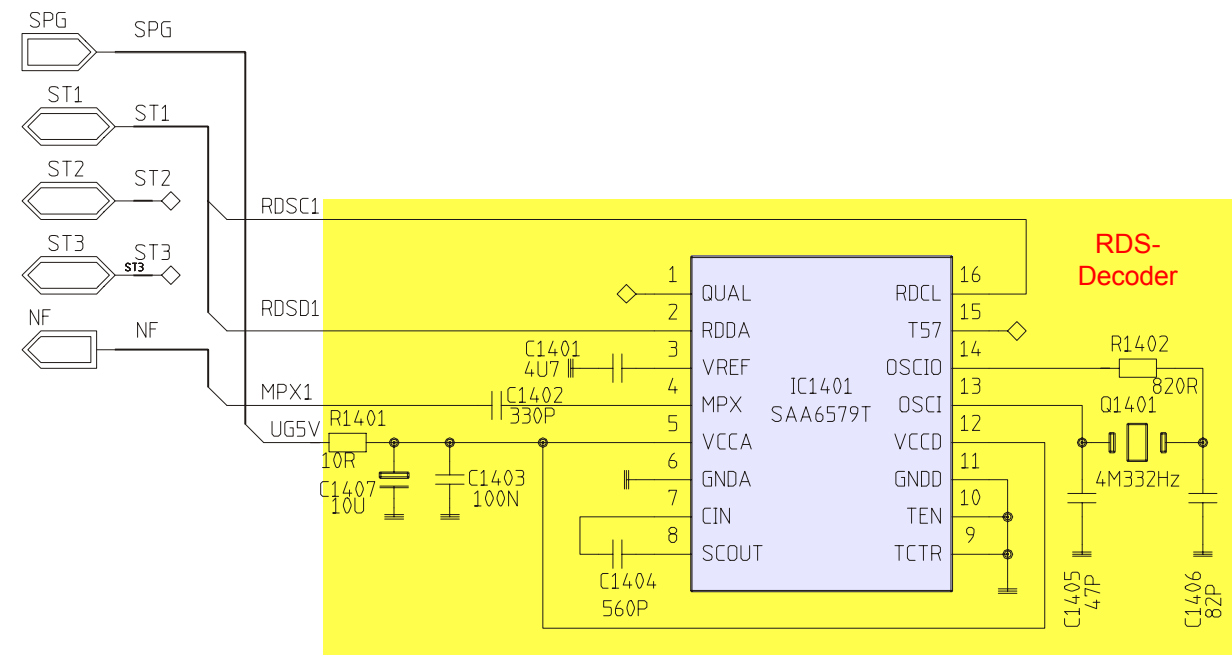 SPG
SPG
ST1
ST1
ST2
ST2
ST3
ST3
ST3
NF
NF
RDSC1
RDSD1
MPX1
UG5V
RDS-
Decoder
R1401
10R
C1407
10U
C1403
100N
C1401
4U7
C1402
330P
C1404
560P
1
2
3
4
5
6
7
8
QUAL
RDDA
VREF
MPX
VCCA
GNDA
CIN
SCOUT
IC1401
SAA6579T
RDCL
T57
OSCIO
OSCI
VCCD
GNDD
TEN
TCTR
16
15
14
13
12
11
10
9
R1402
820R
Q1401
4M332Hz
C1405
47P
C1406
82P